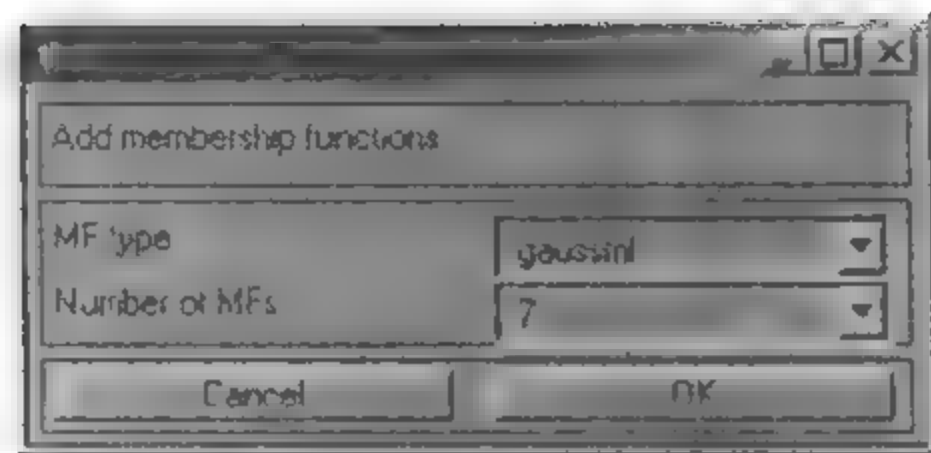 Add membership functions
MF type
gaussmf
Number of MFs
7
Cancel
OK